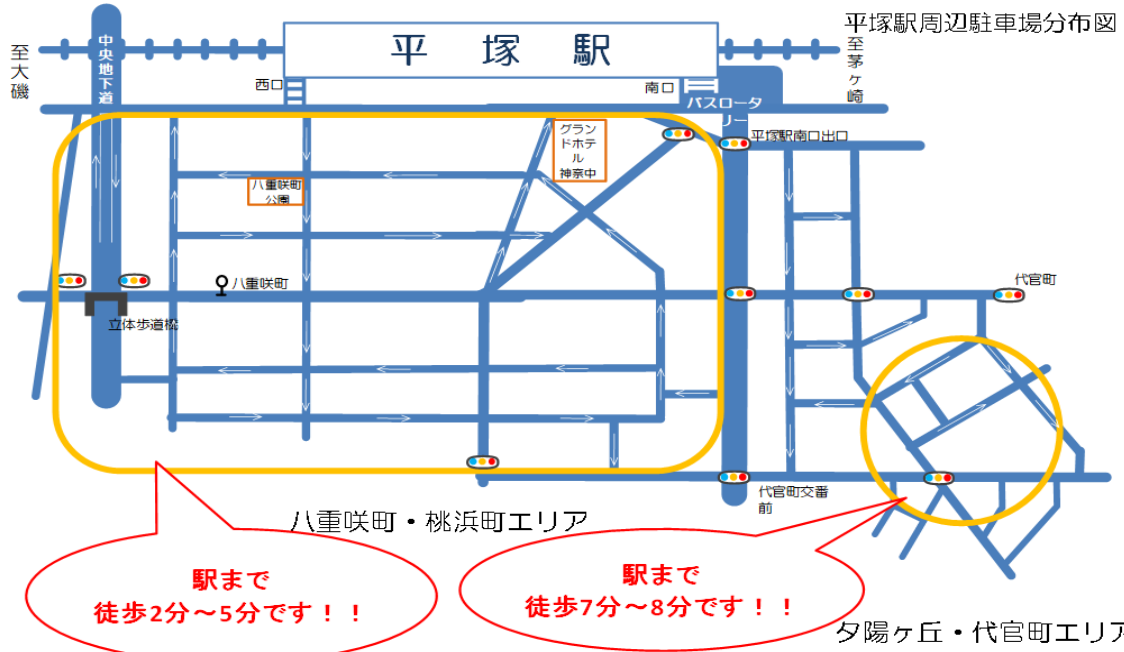 平塚駅周辺駐車場分布図
至大磯
中央地下道
平塚駅
至茅ヶ崎
西口
南口
バスロータ
リー
平塚駅南口出口
グラン
ドホテ
ル
神奈中
八重咲町
公園
八重咲町
代官町
立体歩道橋
代官町交番
前
八重咲町・桃浜町エリア
駅まで
徒歩2分～5分です！！
駅まで
徒歩7分～8分です！！
夕陽ヶ丘・代官町エリア